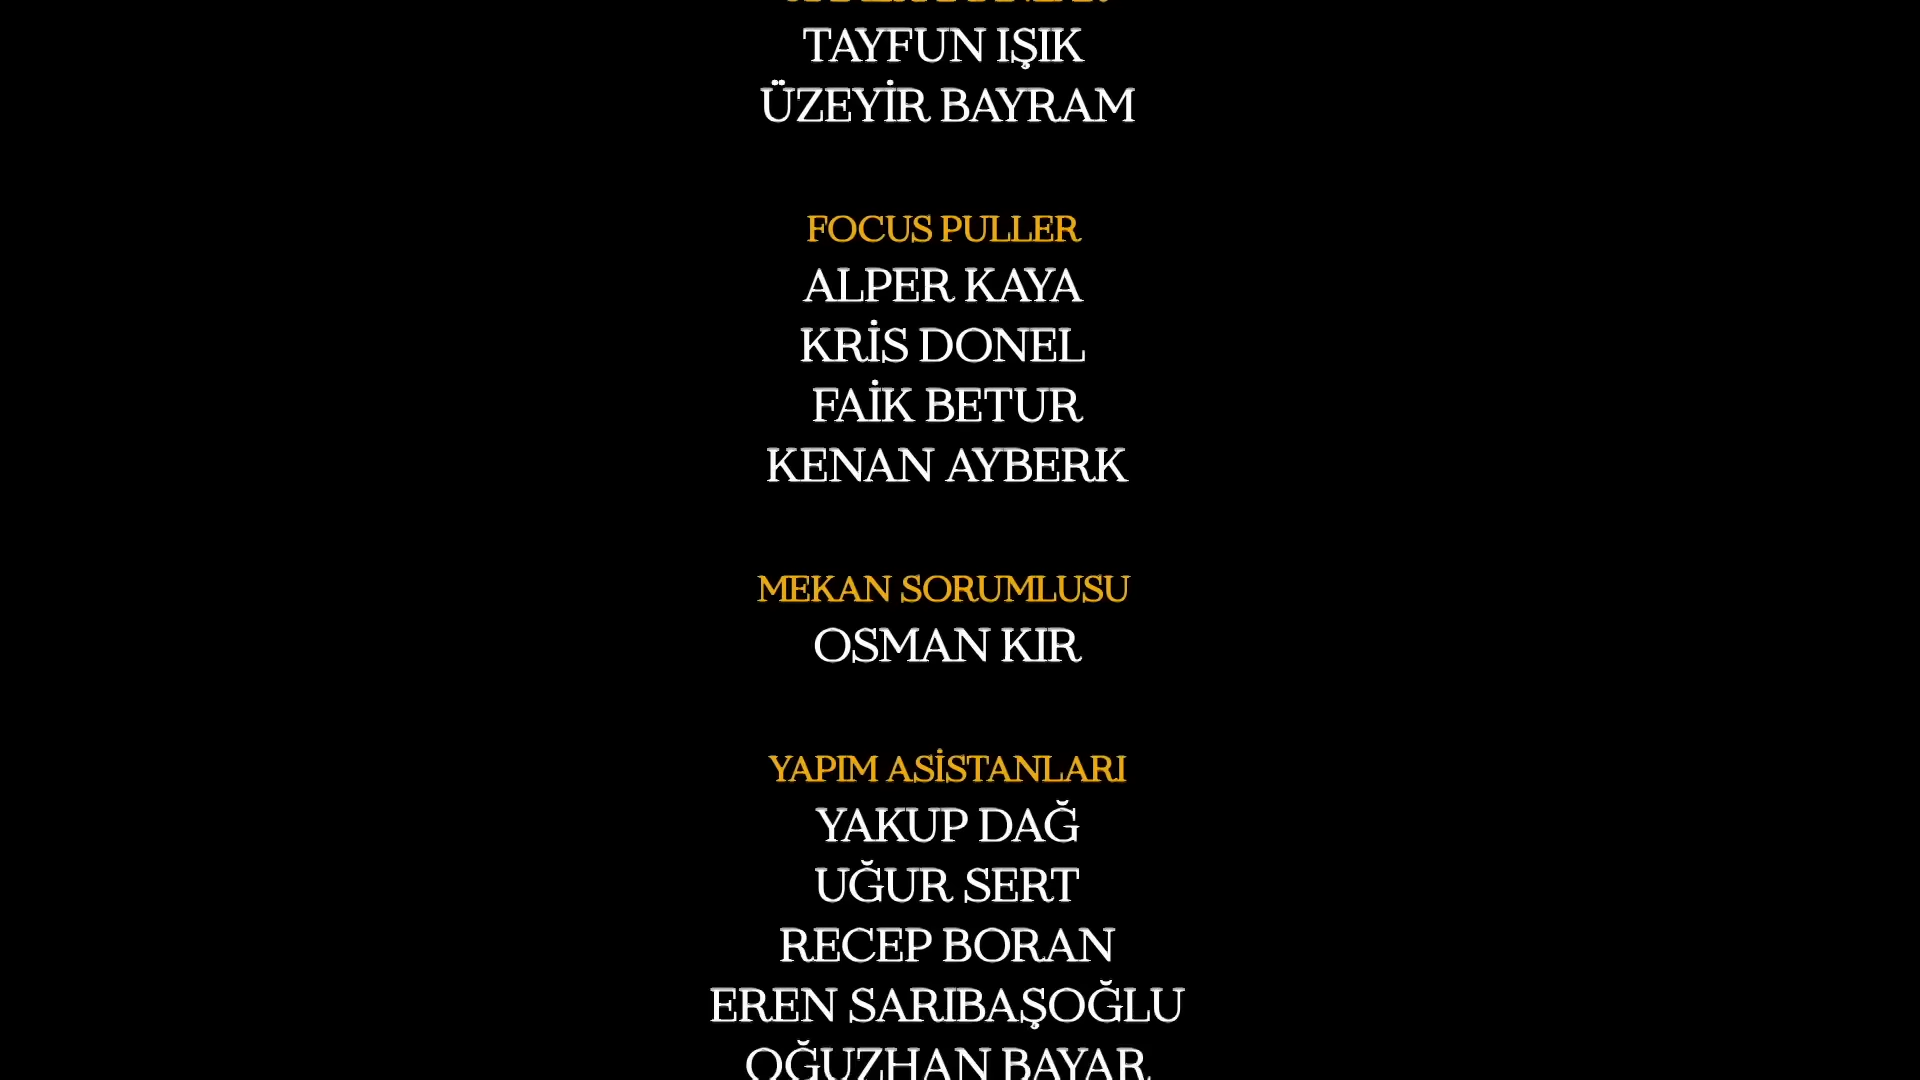 TAYFUN IŞIK
ÜZEYİR BAYRAM
FOCUS PULLER
ALPER KAYA
KRİS DONEL
FAİK BETUR
KENAN AYBERK
MEKAN SORUMLUSU
OSMAN KIR
YAPIM ASİSTANLARI
YAKUP DAĞ
UĞUR SERT
RECEP BORAN
EREN SARIBAŞOĞLU
OĞUZHAN BAYAR